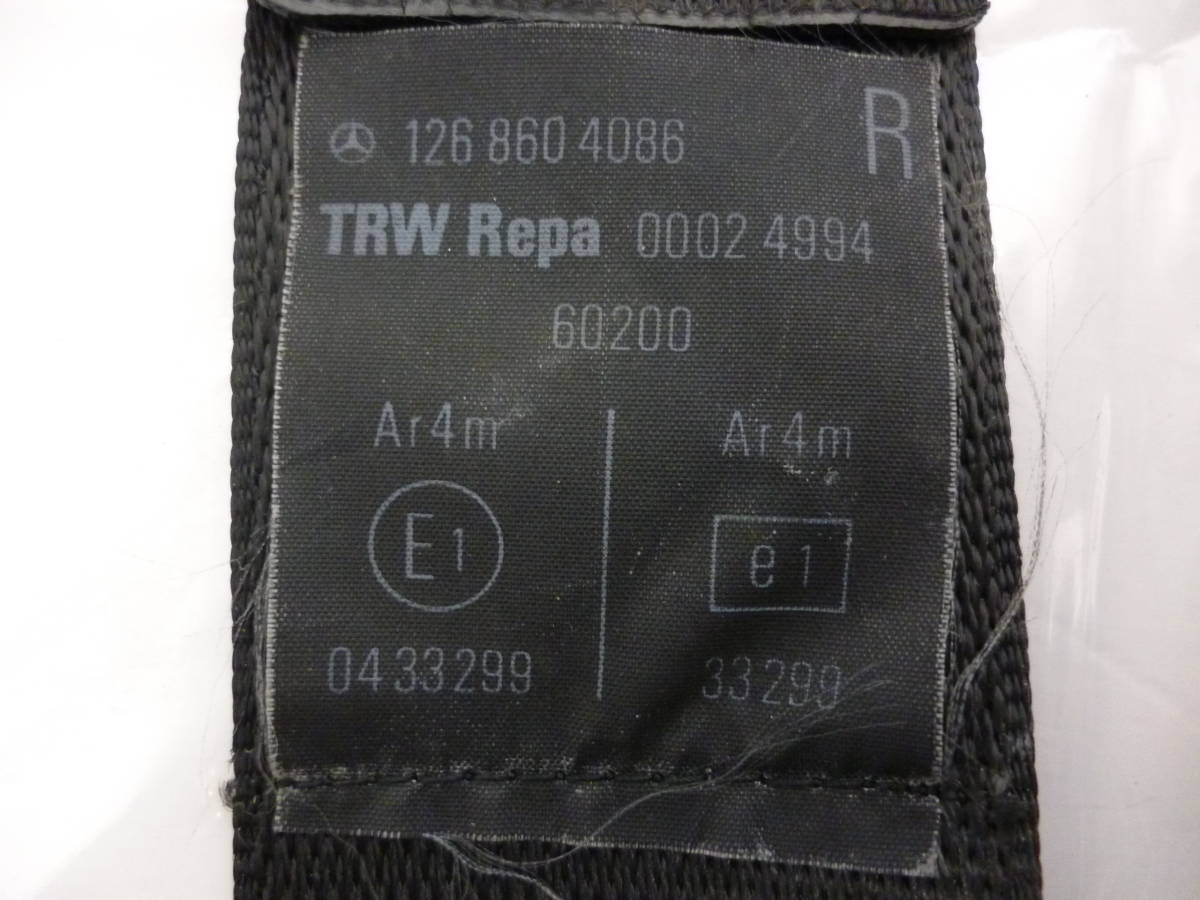 126 860 4086 R
TRW Repa 0002 4994
60200
Ar4m Ar4m
E1 e1
04 33299 33299